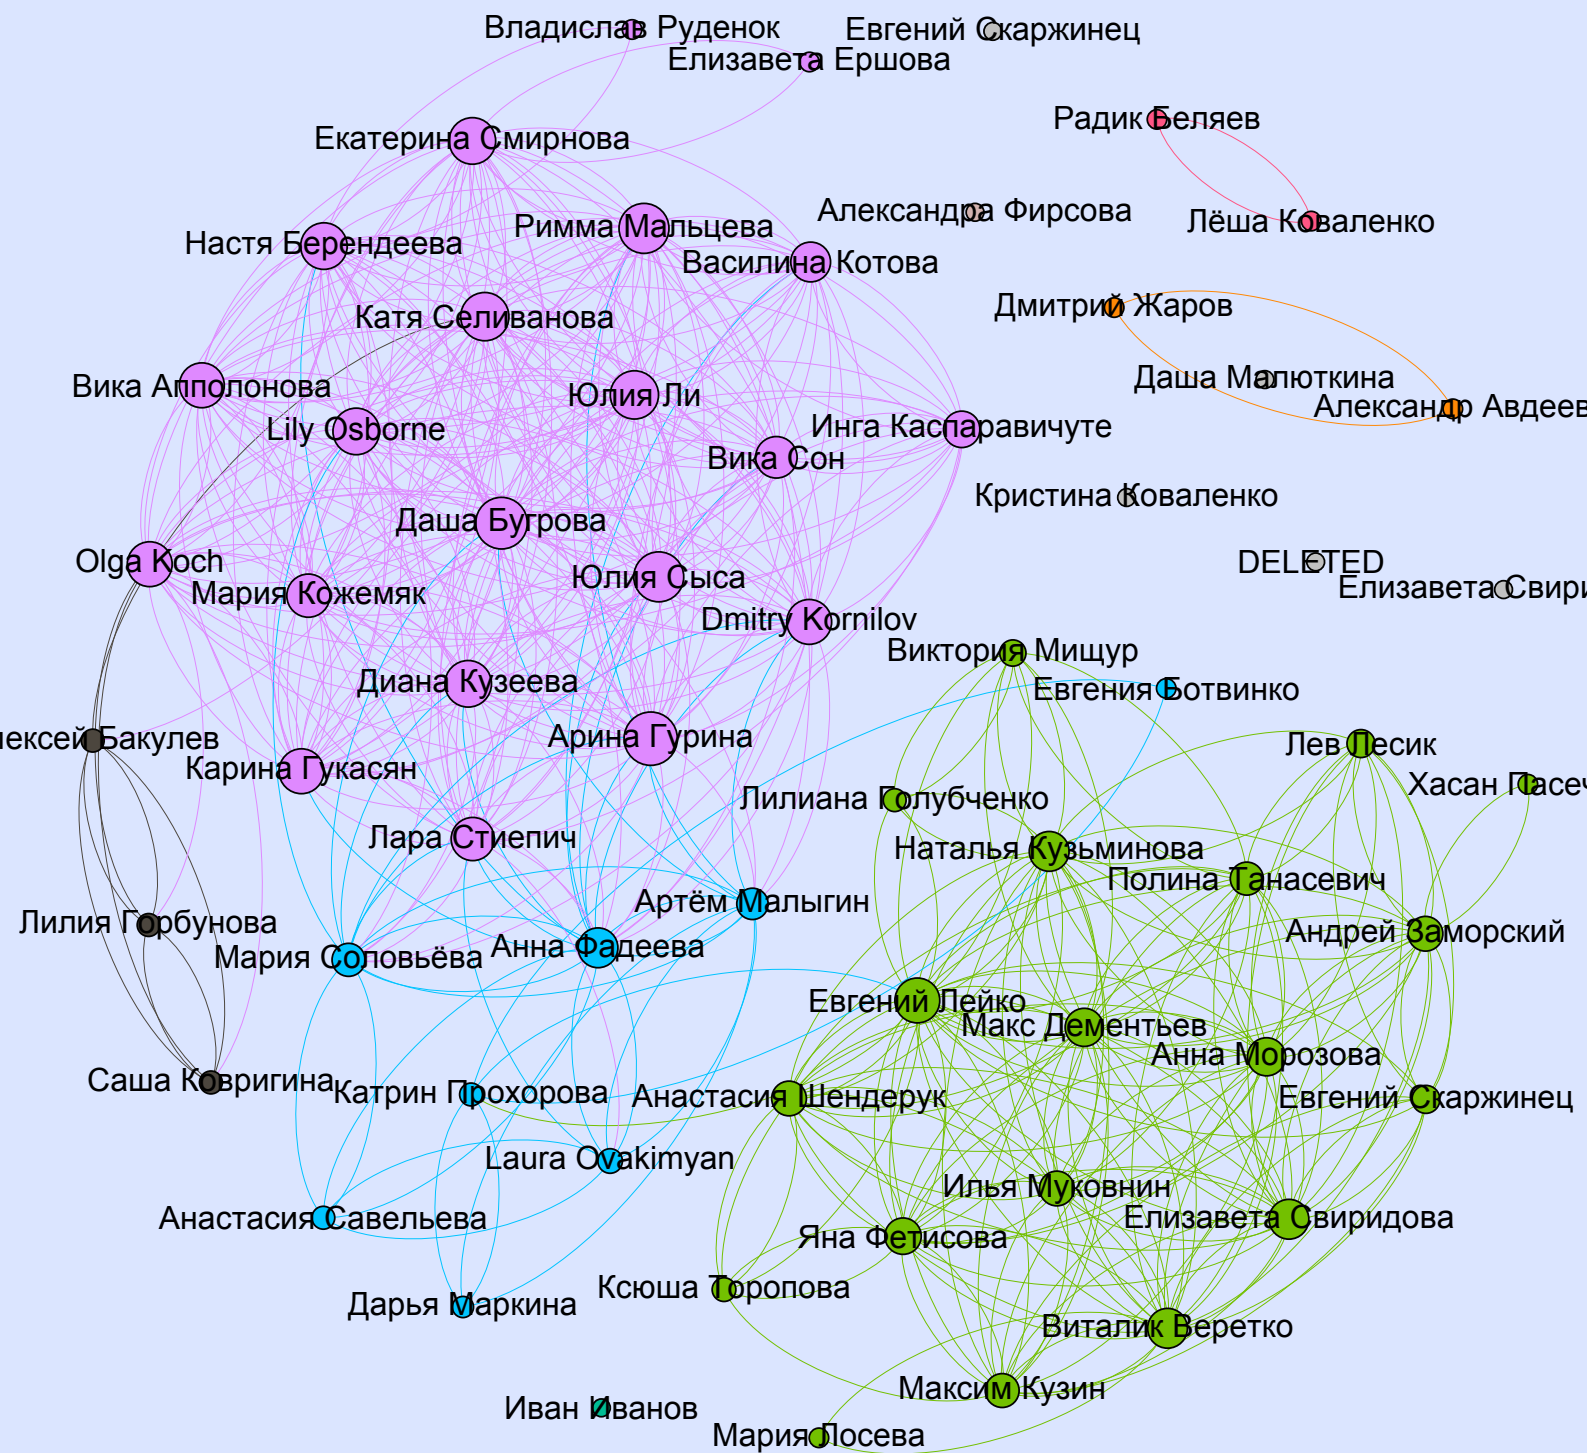 Владислав Руденок
Евгений Скаржинец
Елизавета Ершова
Радик Беляев
Екатерина Смирнова
Александра Фирсова
Лёша Коваленко
Римма Мальцева
Настя Берендеева
Василина Котова
Дмитрий Жаров
Катя Селиванова
Даша Малюткина
Вика Апполонова
Юлия Ли
Александр Авдеев
Lily Osborne
Инга Каспаравичуте
Вика Сон
Кристина Коваленко
Даша Бугрова
Olga Koch
DELETED
Юлия Сыса
Елизавета Свири
Мария Кожемяк
Dmitry Kornilov
Виктория Мищур
Диана Кузеева
Евгения Ботвинко
лексей Бакулев
Арина Гурина
Лев Лесик
Карина Гукасян
Хасан Пасеч
Лилиана Голубченко
Лара Стиепич
Наталья Кузьминова
Полина Танасевич
Артём Малыгин
Лилия Горбунова
Андрей Заморский
Анна Фадеева
Мария Соловьёва
Евгений Лейко
Макс Дементьев
Анна Морозова
Саша Ковригина
Катрин Прохорова
Анастасия Шендерук
Евгений Скаржинец
Laura Ovakimyan
Илья Муковнин
Анастасия Савельева
Елизавета Свиридова
Яна Фетисова
Ксюша Торопова
Дарья Маркина
Виталик Веретко
Максим Кузин
Иван Иванов
Мария Лосева